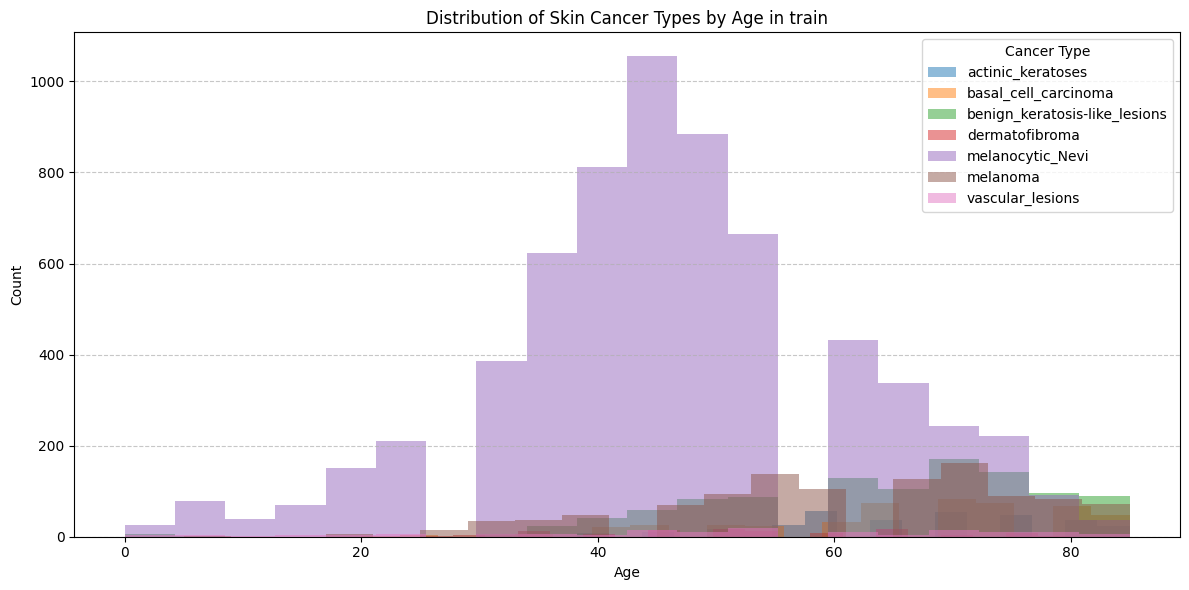 Distribution of Skin Cancer Types by Age in train
Cancer Type
actinic_keratoses
basal_cell_carcinoma
benign_keratosis-like_lesions
dermatofibroma
melanocytic_Nevi
melanoma
vascular_lesions
Count
1000
800
600
400
200
0
0 20 40 60 80
Age